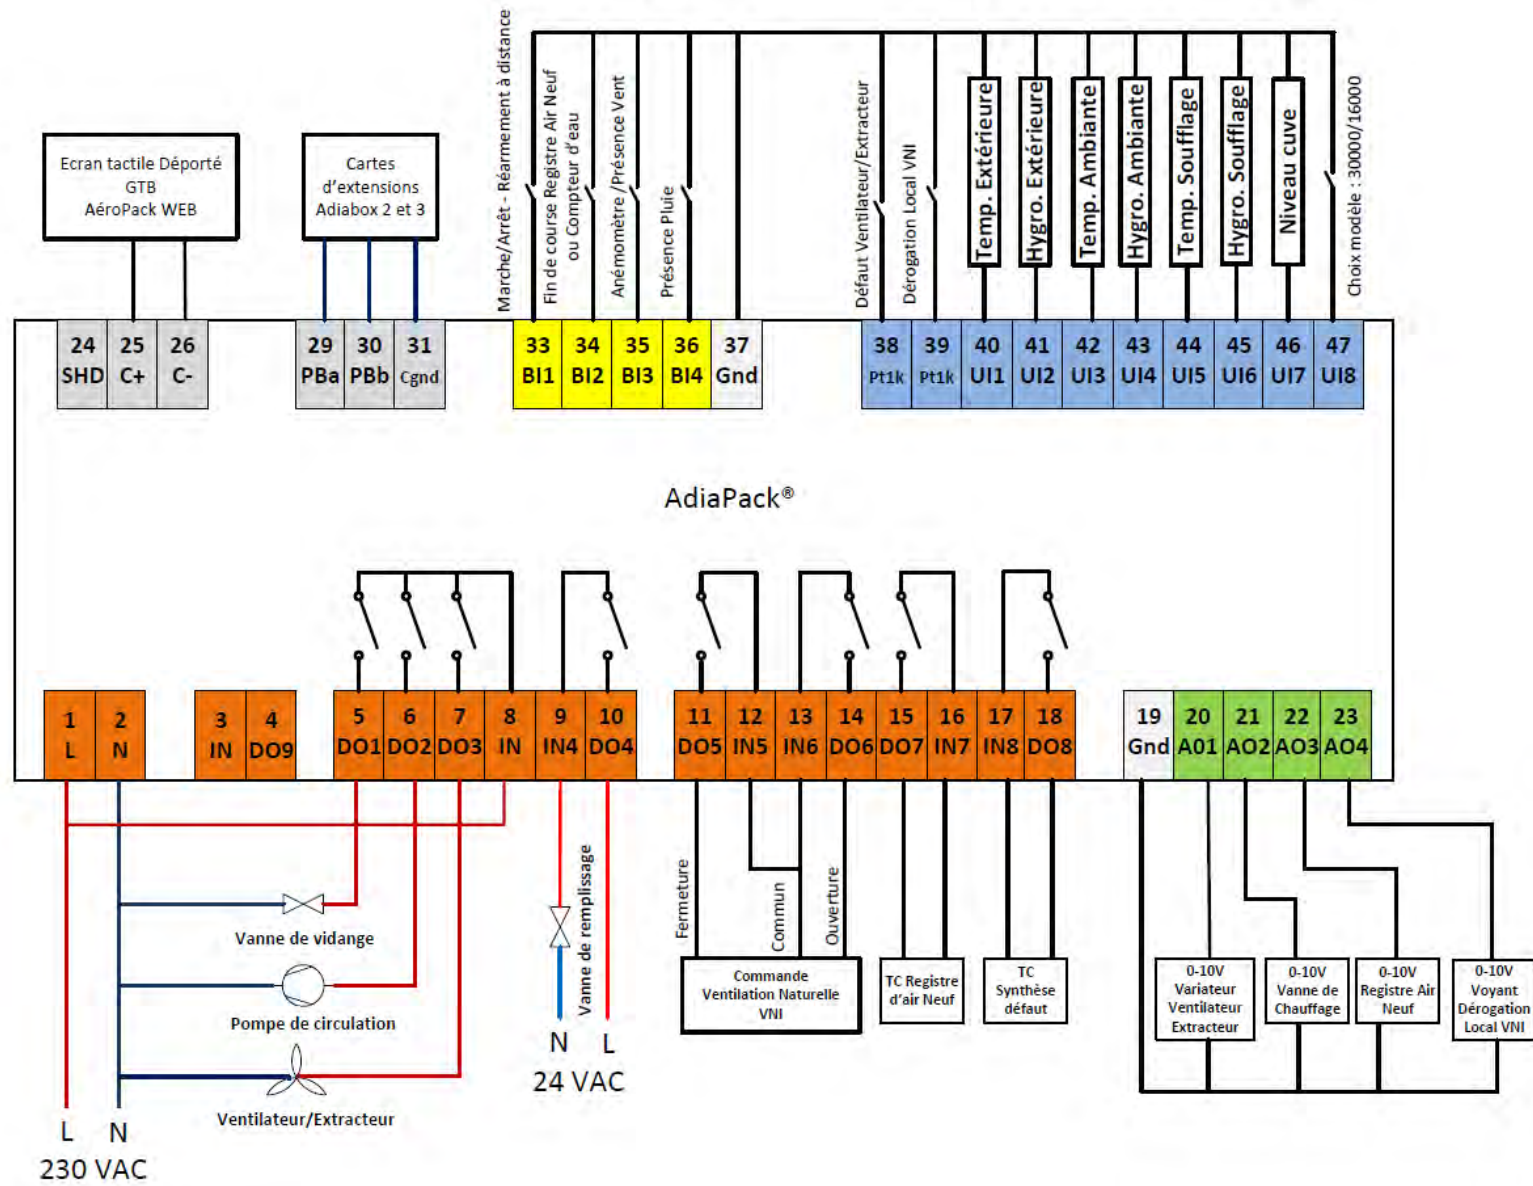 Marche/Arrêt - Réarmement à distance
Fin de course Registre Air Neuf
ou Compteur d'eau
Anémomètre /Présence Vent
Présence Pluie
Défaut Ventilateur/Extracteur
Dérogation Local VNI
Temp. Extérieure
Hygro. Extérieure
Temp. Ambiante
Hygro. Ambiante
Temp. Soufflage
Hygro. Soufflage
Niveau cuve
Choix modèle : 30000/16000
Ecran tactile Déporté
GTB
AéroPack WEB
Cartes
d'extensions
Adiabox 2 et 3
24 25 26 29 30 31 33 34 35 36 37 38 39 40 41 42 43 44 45 46 47
SHD C+ C- PBa PBb Cgnd BI1 BI2 BI3 BI4 Gnd Pt1k Pt1k UI1 UI2 UI3 UI4 UI5 UI6 UI7 UI8
AdiaPack®
1 2 3 4 5 6 7 8 9 10 11 12 13 14 15 16 17 18 19 20 21 22 23
L N IN DO9 DO1 DO2 DO3 IN IN4 DO4 DO5 IN5 IN6 DO6 DO7 IN7 IN8 DO8 Gnd A01 AO2 AO3 AO4
Vanne de vidange
Pompe de circulation
Ventilateur/Extracteur
L N
230 VAC
Vanne de remplissage
N L
24 VAC
Fermeture
Commun
Ouverture
Commande
Ventilation Naturelle
VNI
TC Registre
d'air Neuf
TC
Synthèse
défaut
0-10V
Variateur
Ventilateur
Extracteur
0-10V
Vanne de
Chauffage
0-10V
Registre Air
Neuf
0-10V
Voyant
Dérogation
Local VNI